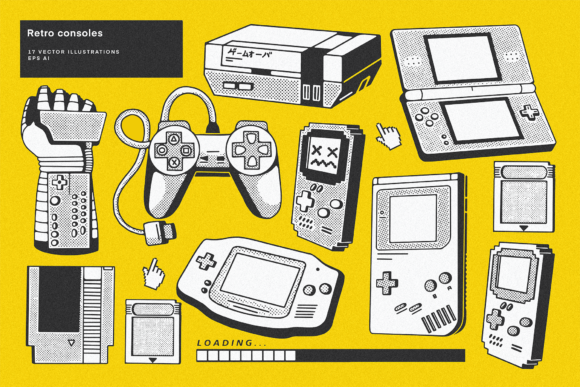 Retro consoles
17 VECTOR ILLUSTRATIONS
EPS AI
ゲームオーバ
LOADING...